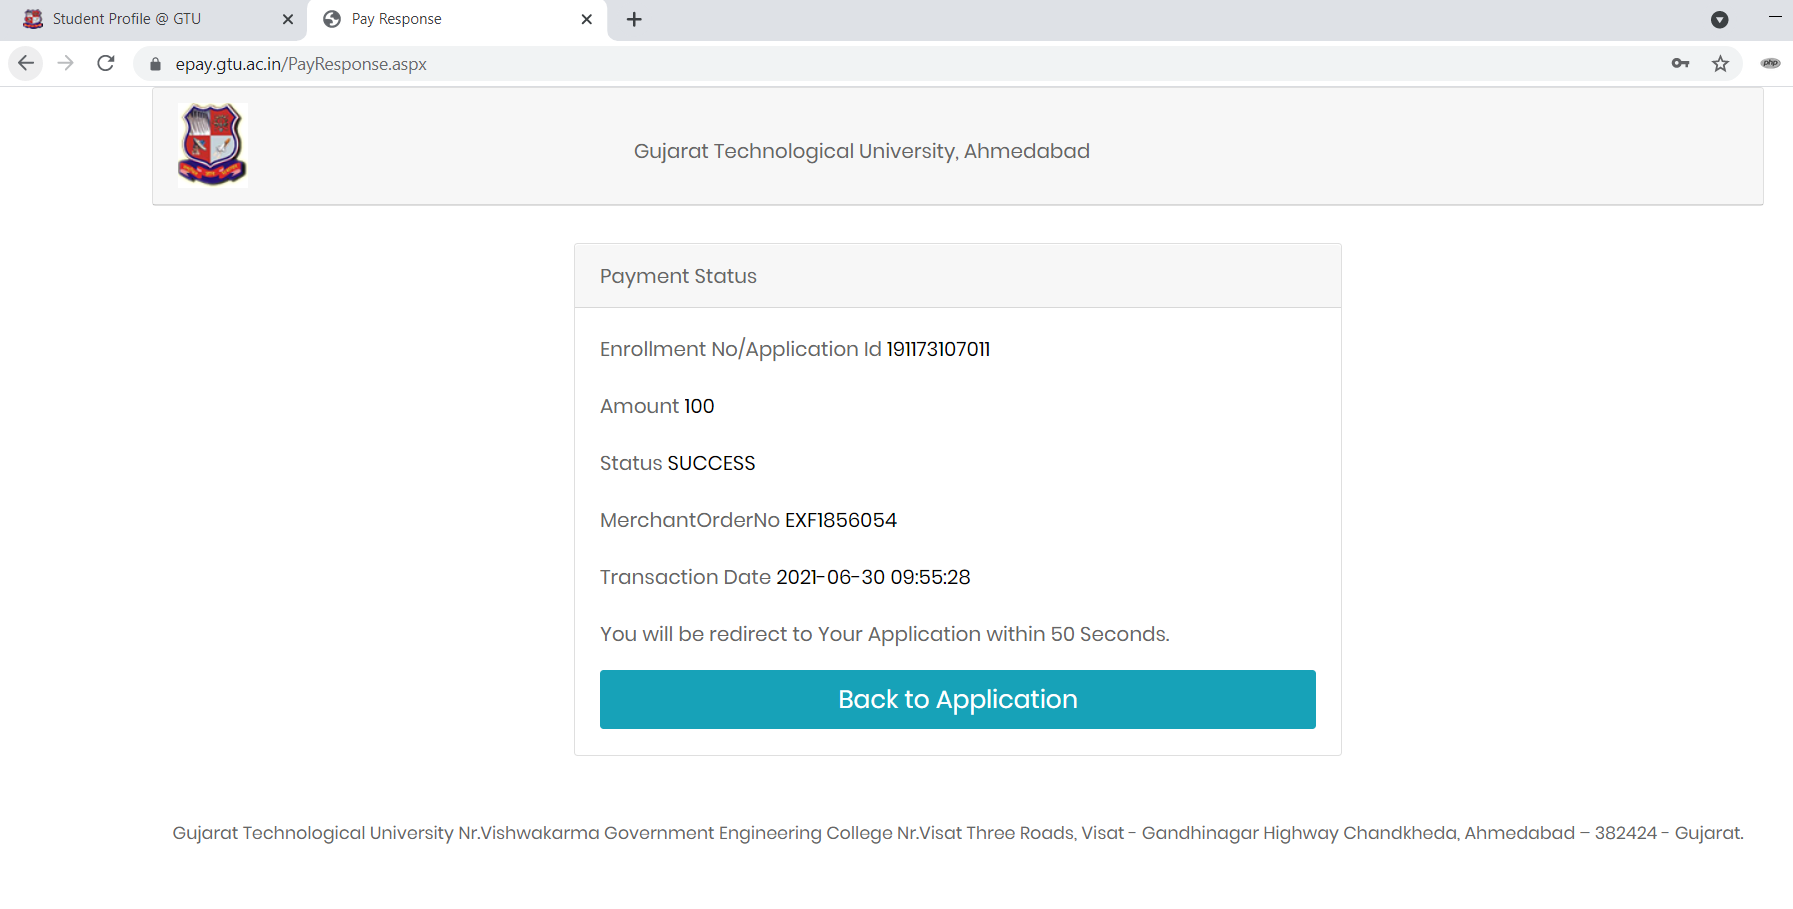 Student Profile @ GTU
Pay Response
epay.gtu.ac.in/PayResponse.aspx
php
Gujarat Technological University, Ahmedabad
Payment Status
Enrollment No/Application Id 191173107011
Amount 100
Status SUCCESS
MerchantOrderNo EXF1856054
Transaction Date 2021-06-30 09:55:28
You will be redirect to Your Application within 50 Seconds.
Back to Application
Gujarat Technological University Nr.Vishwakarma Government Engineering College Nr.Visat Three Roads, Visat - Gandhinagar Highway Chandkheda, Ahmedabad – 382424 - Gujarat.